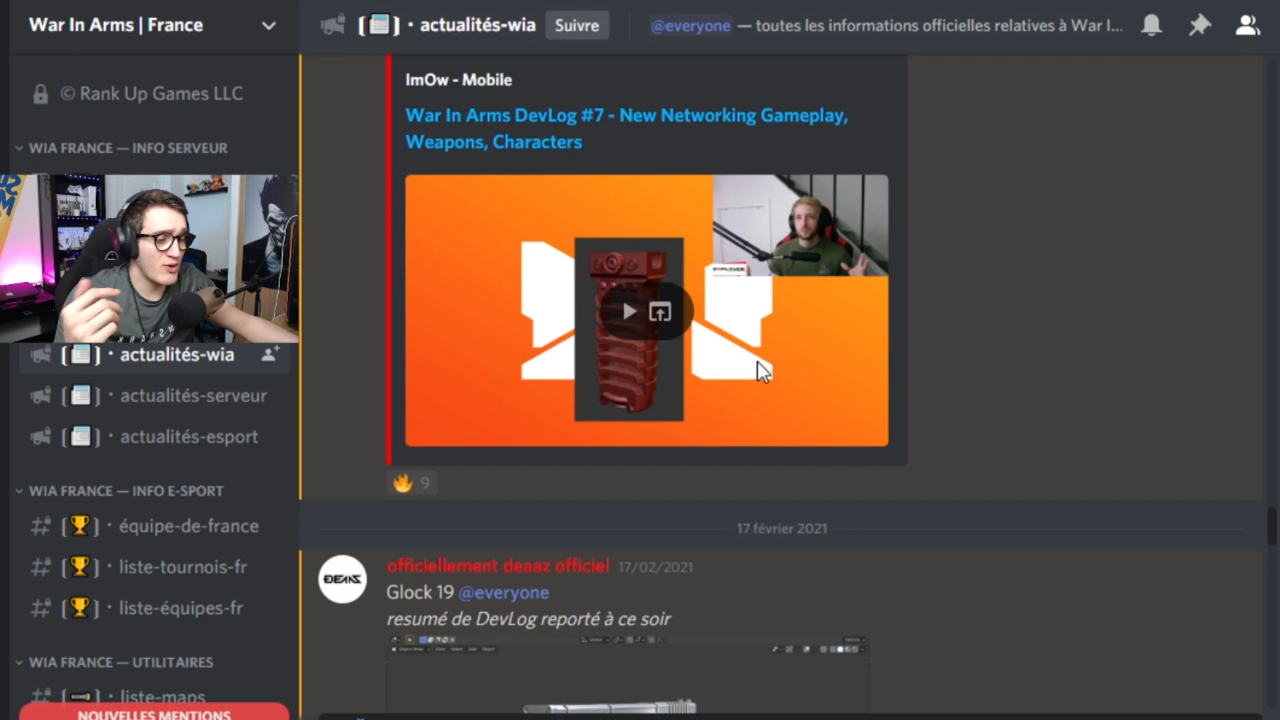 War In Arms | France
[ ] · actualités-wia
Suivre
@everyone — toutes les informations officielles relatives à War I...
© Rank Up Games LLC
WIA FRANCE — INFO SERVEUR
[ ] · actualités-wia
[ ] · actualités-serveur
[ ] · actualités-esport
WIA FRANCE — INFO E-SPORT
[ ] · équipe-de-france
[ ] · liste-tournois-fr
[ ] · liste-équipes-fr
WIA FRANCE — UTILITAIRES
[ ] · liste-maps
NOUVELLES MENTIONS
ImOw - Mobile
War In Arms DevLog #7 - New Networking Gameplay,
Weapons, Characters
9
17 février 2021
DEAAZ
officiellement deaaz officiel 17/02/2021
Glock 19 @everyone
resumé de DevLog reporté à ce soir